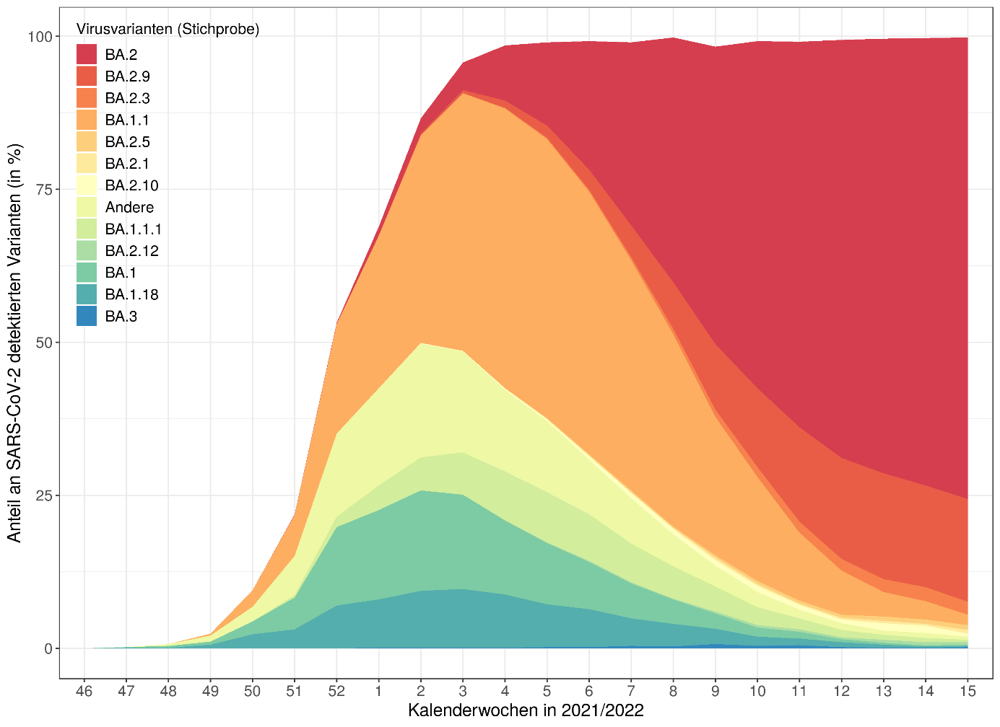 Virusvarianten (Stichprobe)
BA.2
BA.2.9
BA.2.3
BA.1.1
BA.2.5
BA.2.1
BA.2.10
Andere
BA.1.1.1
BA.2.12
BA.1
BA.1.18
BA.3
Anteil an SARS-CoV-2 detektierten Varianten (in %)
100
75
50
25
0
46 47 48 49 50 51 52 1 2 3 4 5 6 7 8 9 10 11 12 13 14 15
Kalenderwochen in 2021/2022